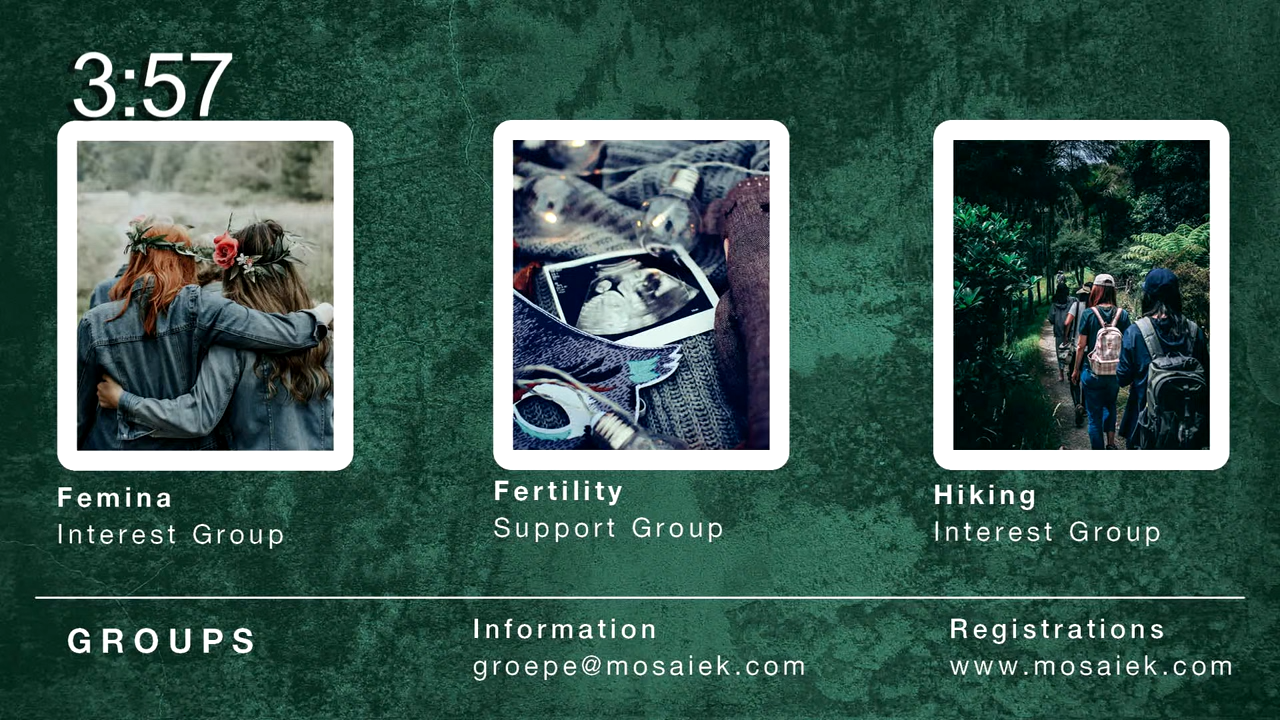 3:57
Femina
Interest Group
Fertility
Support Group
Hiking
Interest Group
GROUPS
Information
groepe@mosaiek.com
Registrations
www.mosaiek.com